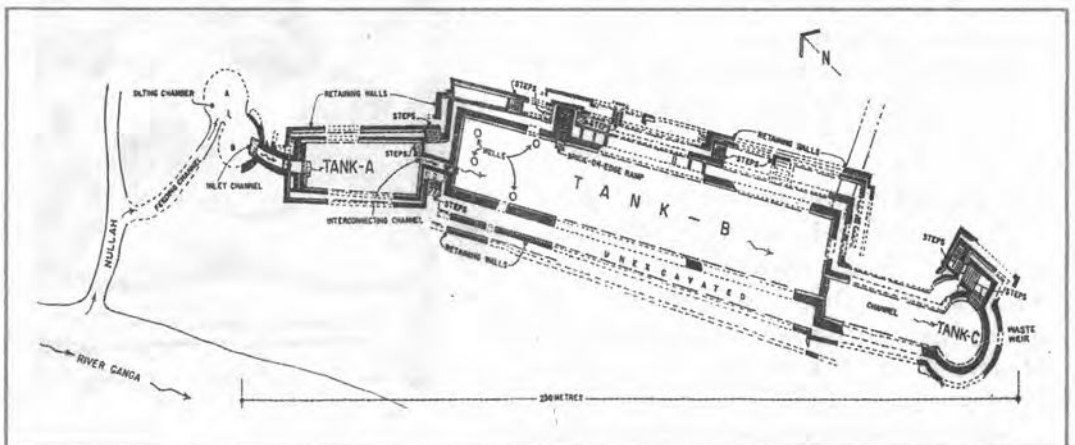 N
SILTING CHAMBER
A
L
B
RETAINING WALLS
STEPS
STEPS
WELLS
BRICK-ON-EDGE RAMP
RETAINING WALLS
STEPS
TANK-A
STEPS
INLET CHANNEL
FEEDING CHANNEL
INTERCONNECTING CHANNEL
STEPS
RETAINING WALLS
TANK-B
UNEXCAVATED
NULLAH
STEPS
STEPS
CHANNEL
TANK-C
WASTE
WEIR
RIVER GANGA
250 METRES